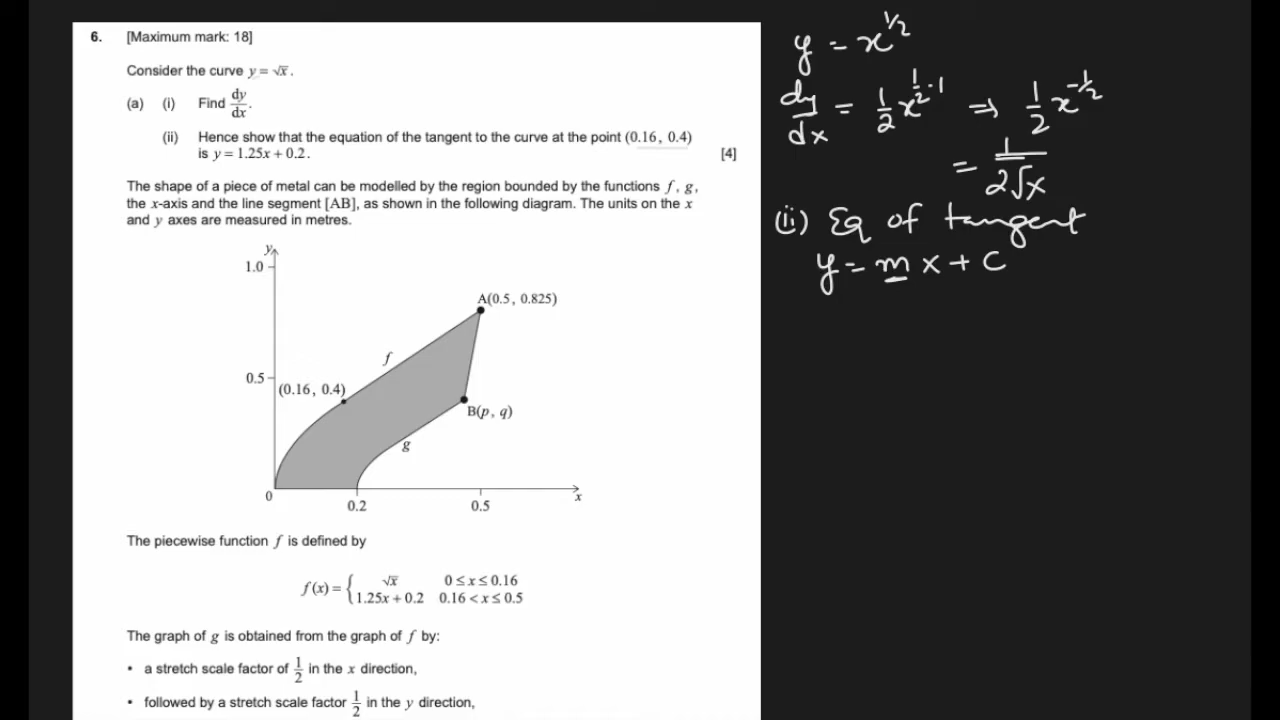 6. [Maximum mark: 18]
Consider the curve y = √x.
(a) (i) Find dy/dx.
(ii) Hence show that the equation of the tangent to the curve at the point (0.16, 0.4)
is y = 1.25x + 0.2. [4]
The shape of a piece of metal can be modelled by the region bounded by the functions f, g,
the x-axis and the line segment [AB], as shown in the following diagram. The units on the x
and y axes are measured in metres.
y
1.0
A(0.5, 0.825)
f
0.5
(0.16, 0.4)
B(p, q)
g
0
0.2
0.5
x
The piecewise function f is defined by
f(x) = { √x 0 ≤ x ≤ 0.16
1.25x + 0.2 0.16 < x ≤ 0.5
The graph of g is obtained from the graph of f by:
• a stretch scale factor of 1/2 in the x direction,
• followed by a stretch scale factor 1/2 in the y direction,
y = x^1/2
dy/dx = 1/2 x^(1/2 - 1) ⇒ 1/2 x^-1/2
= 1/(2√x)
(ii) Eq of tangent
y = mx + c